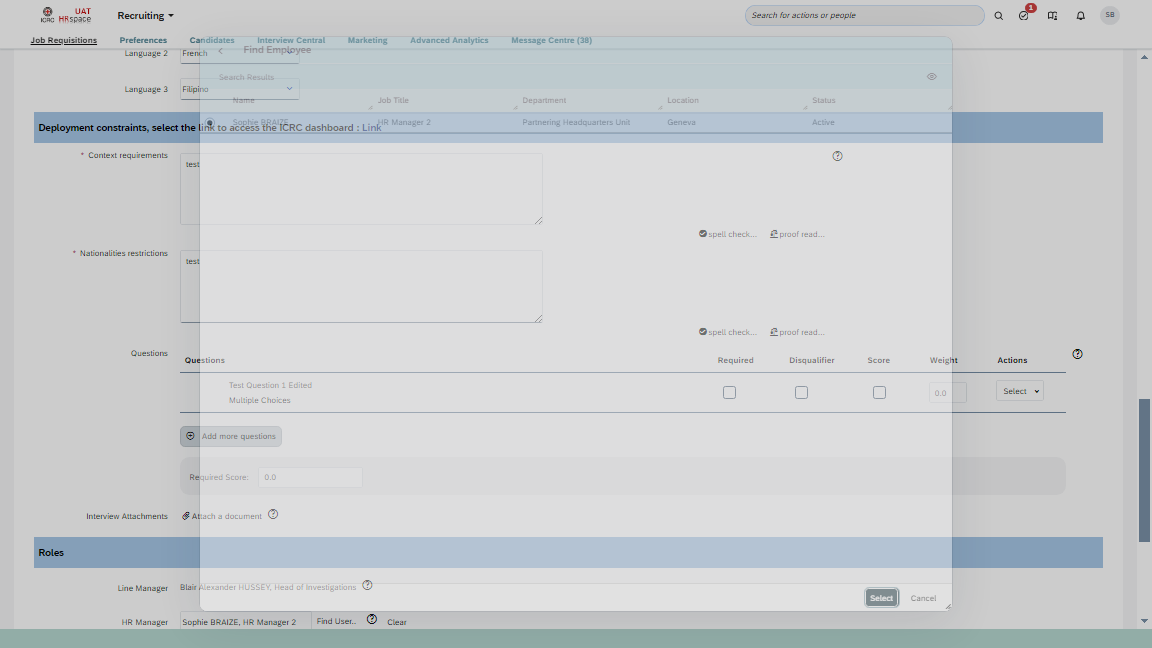 ICRC
UAT
HRspace
Recruiting
Search for actions or people
1
SB
Job Requisitions
Preferences
Candidates
Interview Central
Marketing
Advanced Analytics
Message Centre (38)
Find Employee
Language 2
French
Search Results
Language 3
Filipino
Name
Job Title
Department
Location
Status
Sophie BRAIZE
HR Manager 2
Partnering Headquarters Unit
Geneva
Active
Deployment constraints, select the link to access the ICRC dashboard : Link
* Context requirements
test
spell check...
proof read...
* Nationalities restrictions
test
spell check...
proof read...
Questions
Questions
Required
Disqualifier
Score
Weight
Actions
Test Question 1 Edited
Multiple Choices
0.0
Select
Add more questions
Required Score:
0.0
Interview Attachments
Attach a document
Roles
Line Manager
Blair Alexander HUSSEY, Head of Investigations
Select
Cancel
HR Manager
Sophie BRAIZE, HR Manager 2
Find User..
Clear